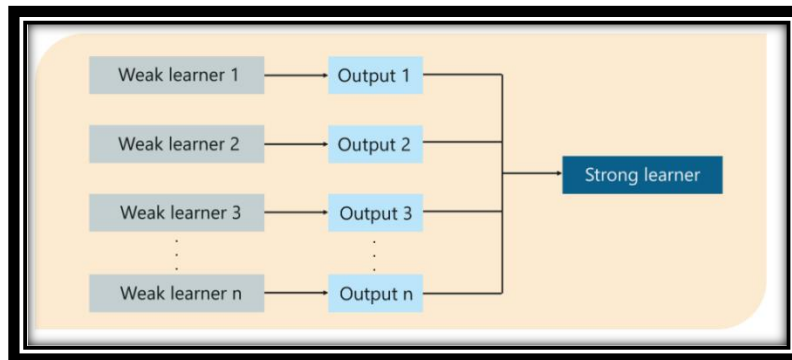 Weak learner 1
Output 1
Weak learner 2
Output 2
Strong learner
Weak learner 3
Output 3
Weak learner n
Output n